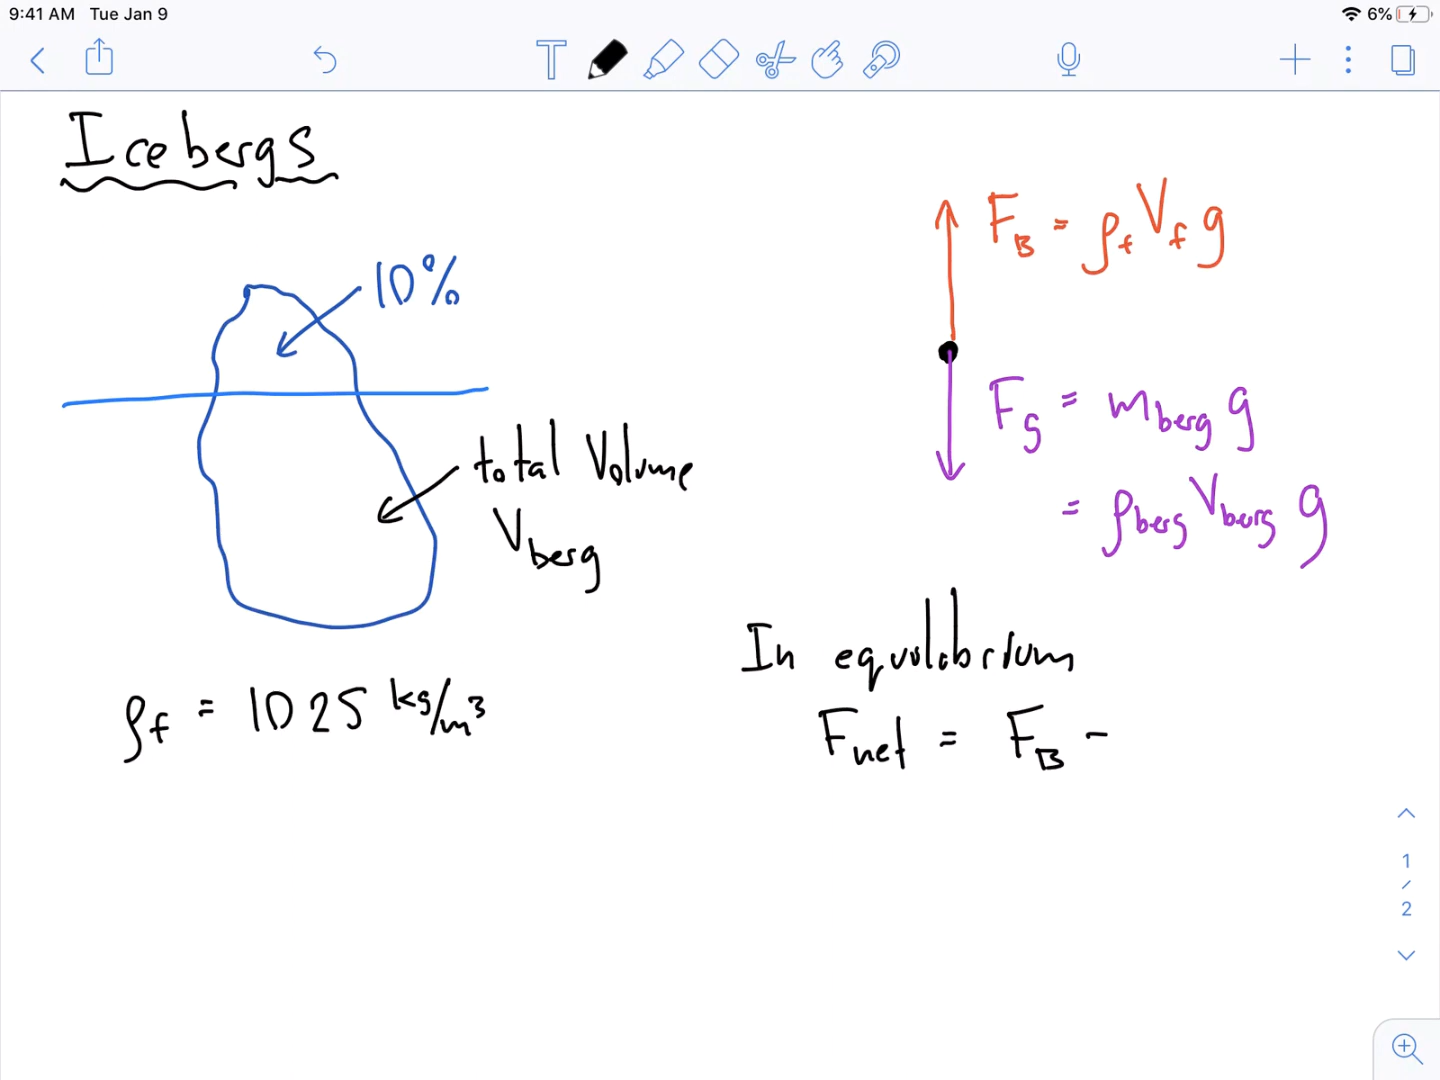 9:41 AM Tue Jan 9
6%
T
Icebergs
10%
total Volume
V_berg
ρ_f = 1025 kg/m³
F_B = ρ_f V_f g
F_g = m_berg g
= ρ_berg V_berg g
In equilibrium
F_net = F_B -
1
/
2